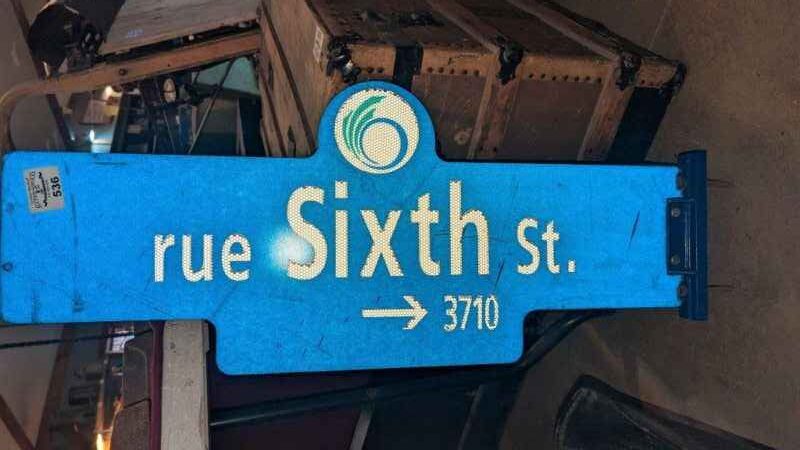 rue Sixth St.
→ 3710
536